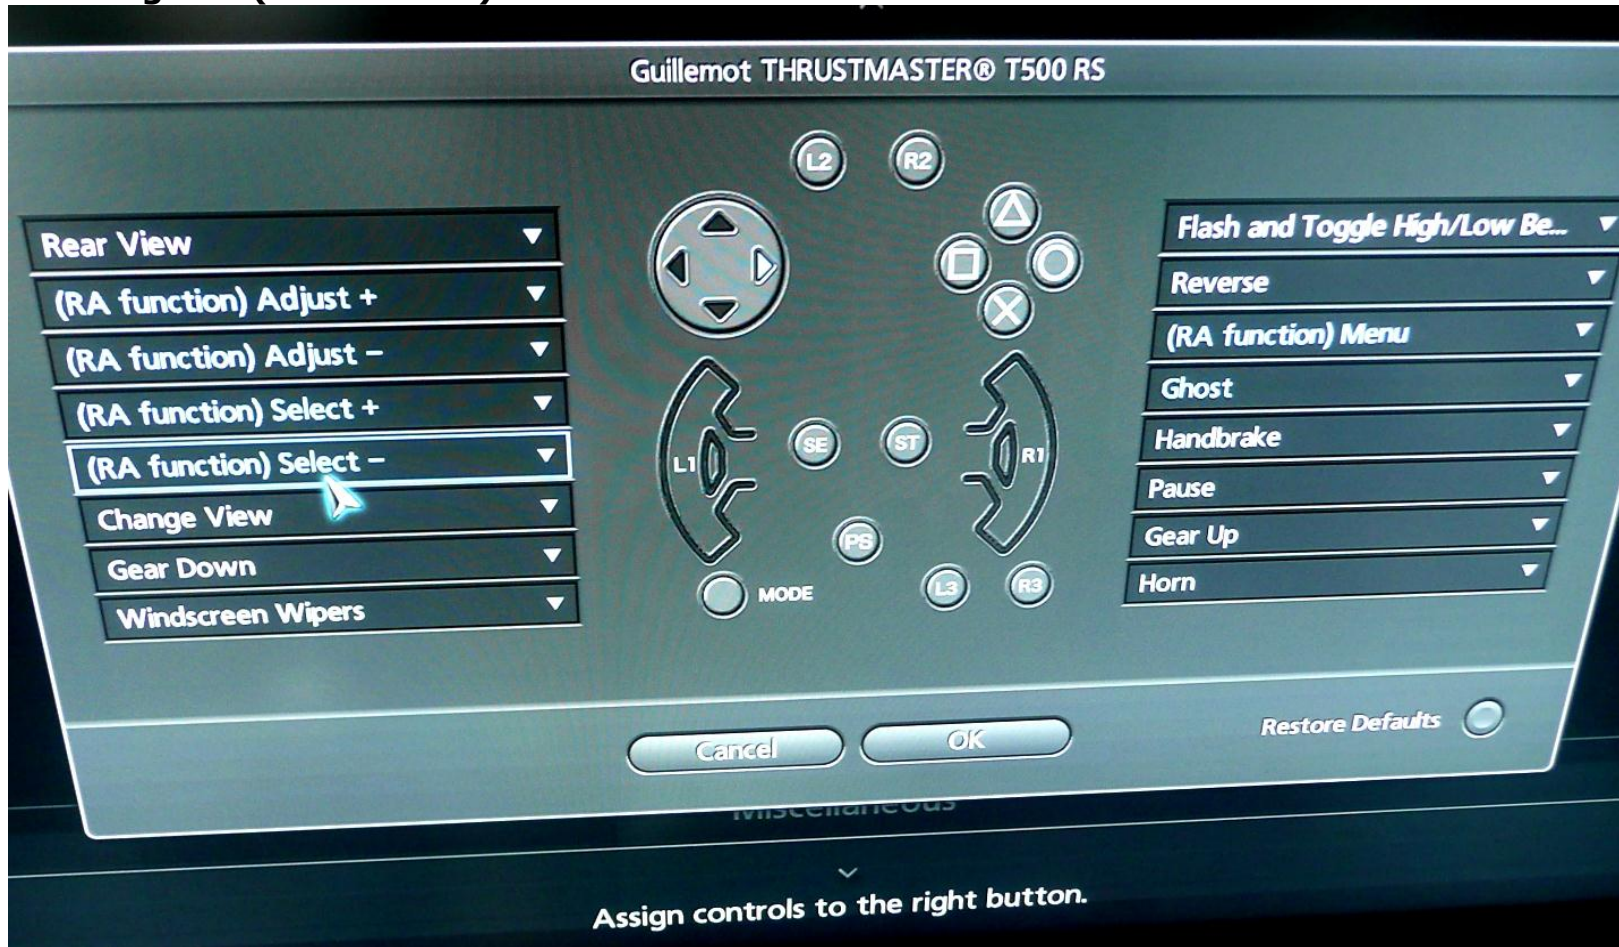 Guillemot THRUSTMASTER® T500 RS
L2
R2
Rear View
(RA function) Adjust +
(RA function) Adjust –
(RA function) Select +
(RA function) Select –
Change View
Gear Down
Windscreen Wipers
L1
SE
ST
R1
PS
MODE
L3
R3
Flash and Toggle High/Low Be...
Reverse
(RA function) Menu
Ghost
Handbrake
Pause
Gear Up
Horn
Cancel
OK
Restore Defaults
Miscellaneous
Assign controls to the right button.